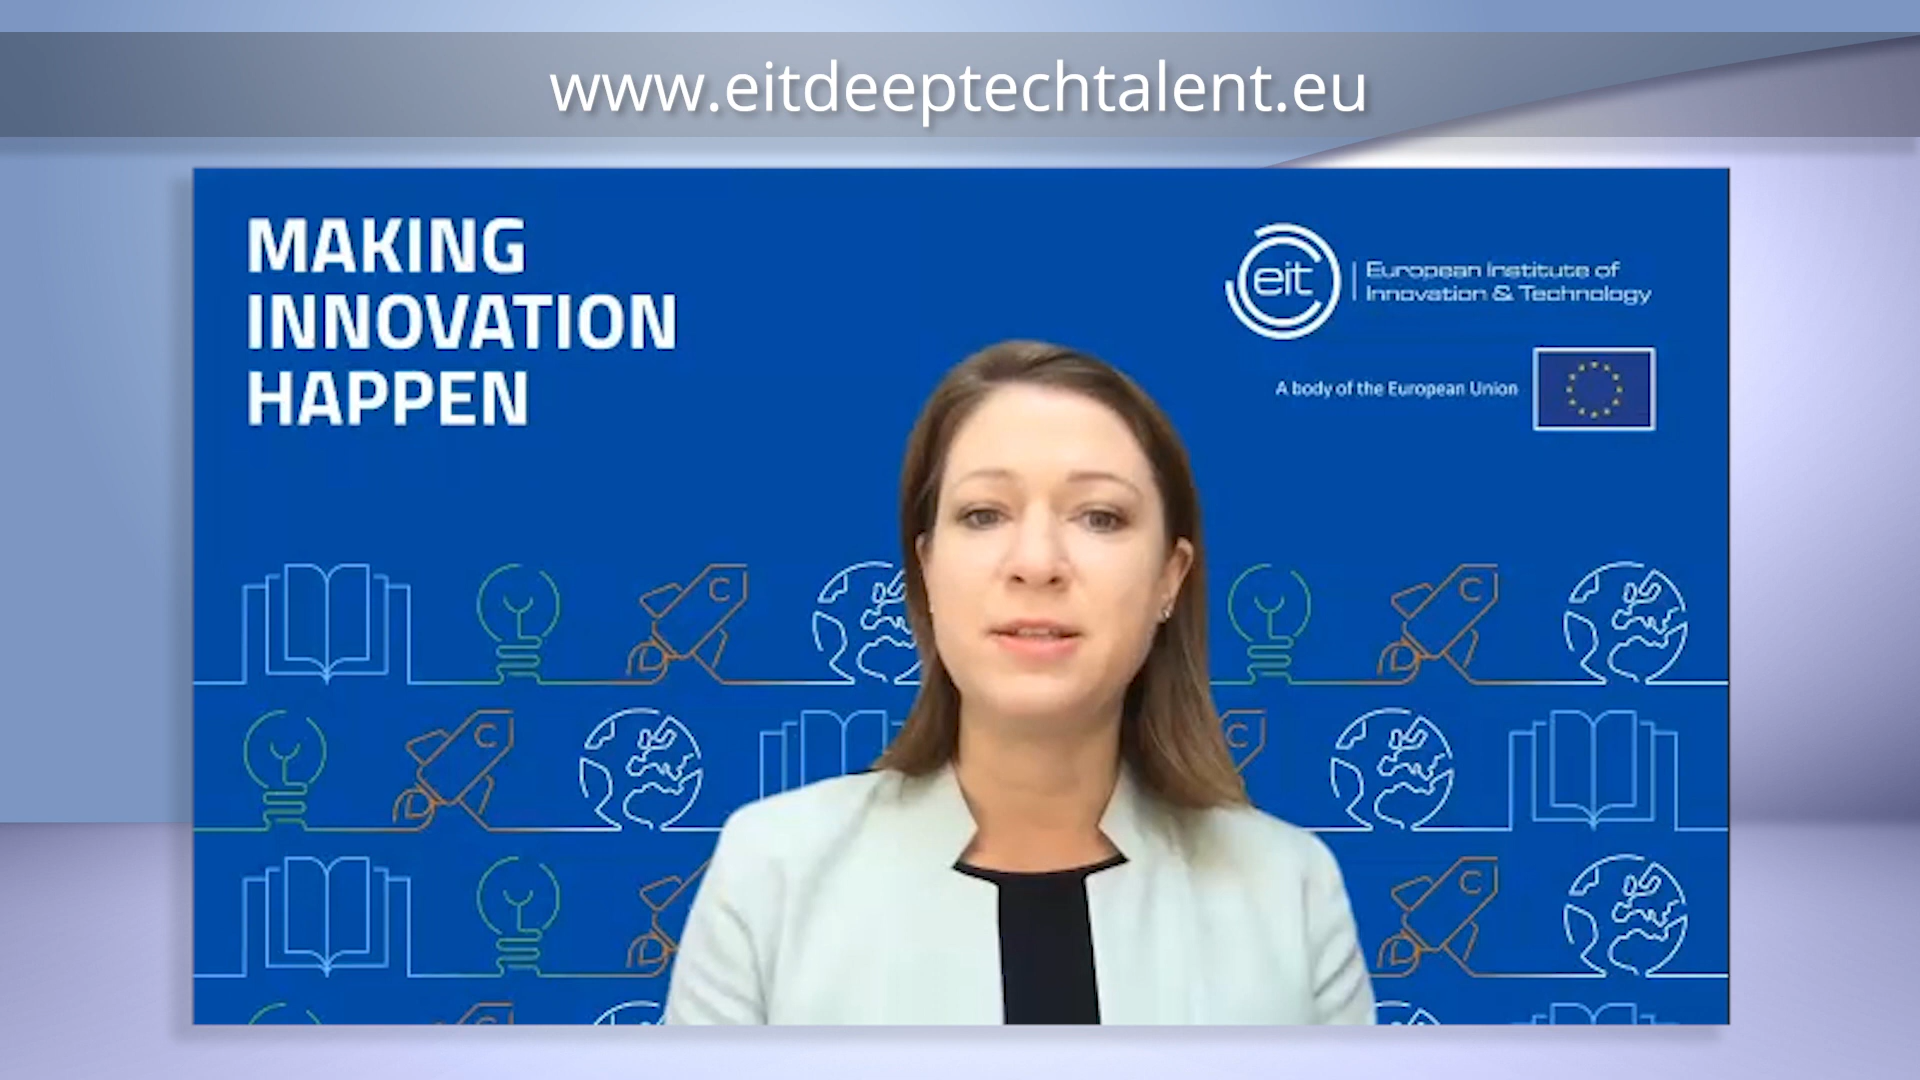 www.eitdeeptechtalent.eu
MAKING
INNOVATION
HAPPEN
eit
European Institute of
Innovation & Technology
A body of the European Union